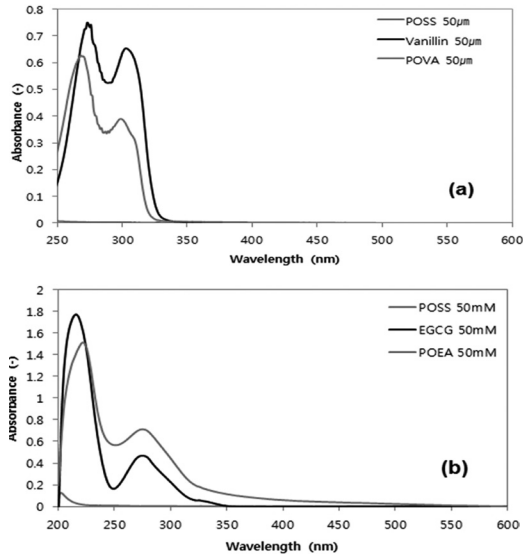 0.8
0.7
0.6
0.5
0.4
0.3
0.2
0.1
0
Absorbance (-)
POSS 50㎛
Vanillin 50㎛
POVA 50㎛
(a)
250 300 350 400 450 500 550 600
Wavelength (nm)
2
1.8
1.6
1.4
1.2
1
0.8
0.6
0.4
0.2
0
Absorbance (-)
POSS 50mM
EGCG 50mM
POEA 50mM
(b)
200 250 300 350 400 450 500 550 600
Wavelength (nm)